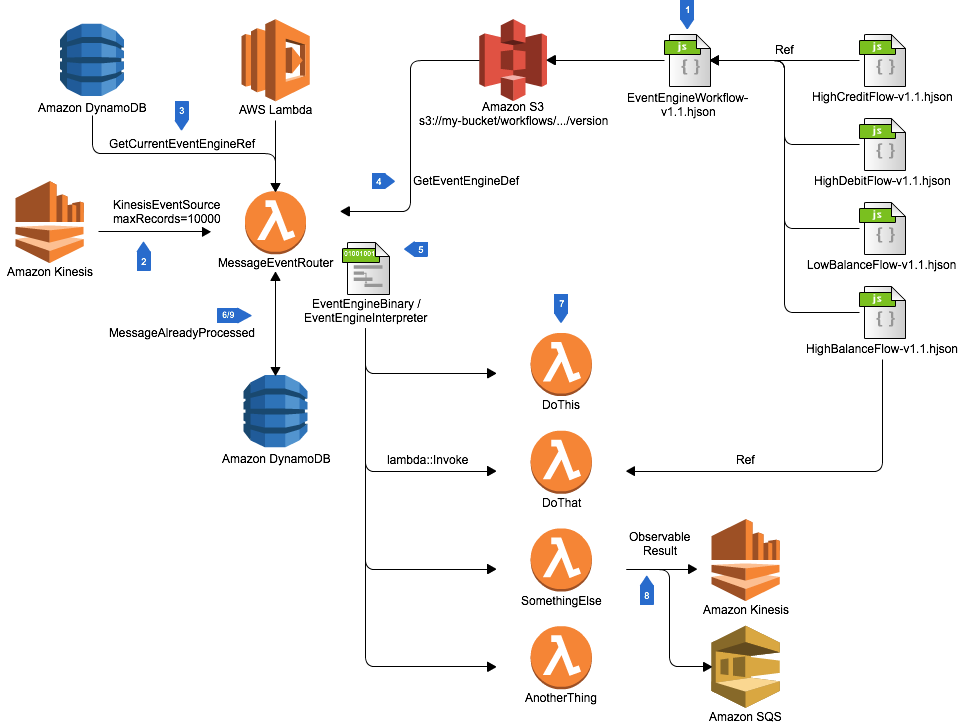 1
js
Ref
js
HighCreditFlow-v1.1.hjson
Amazon DynamoDB
AWS Lambda
Amazon S3
s3://my-bucket/workflows/.../version
EventEngineWorkflow-
v1.1.hjson
3
GetCurrentEventEngineRef
js
HighDebitFlow-v1.1.hjson
4
GetEventEngineDef
KinesisEventSource
maxRecords=10000
2
Amazon Kinesis
MessageEventRouter
js
LowBalanceFlow-v1.1.hjson
01001001
5
EventEngineBinary /
EventEngineInterpreter
6/9
MessageAlreadyProcessed
7
js
HighBalanceFlow-v1.1.hjson
DoThis
Amazon DynamoDB
lambda::Invoke
Ref
DoThat
Observable
Result
8
SomethingElse
Amazon Kinesis
AnotherThing
Amazon SQS